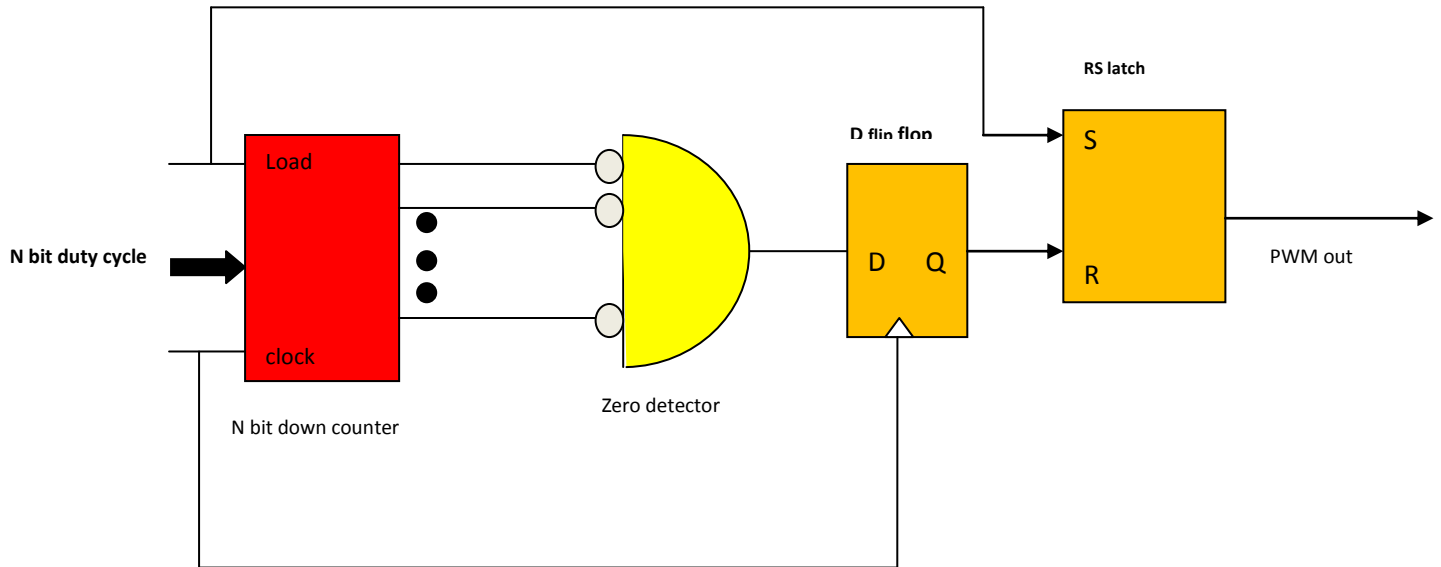 RS latch
D flip flop
S
Load
N bit duty cycle
D Q
PWM out
R
clock
Zero detector
N bit down counter